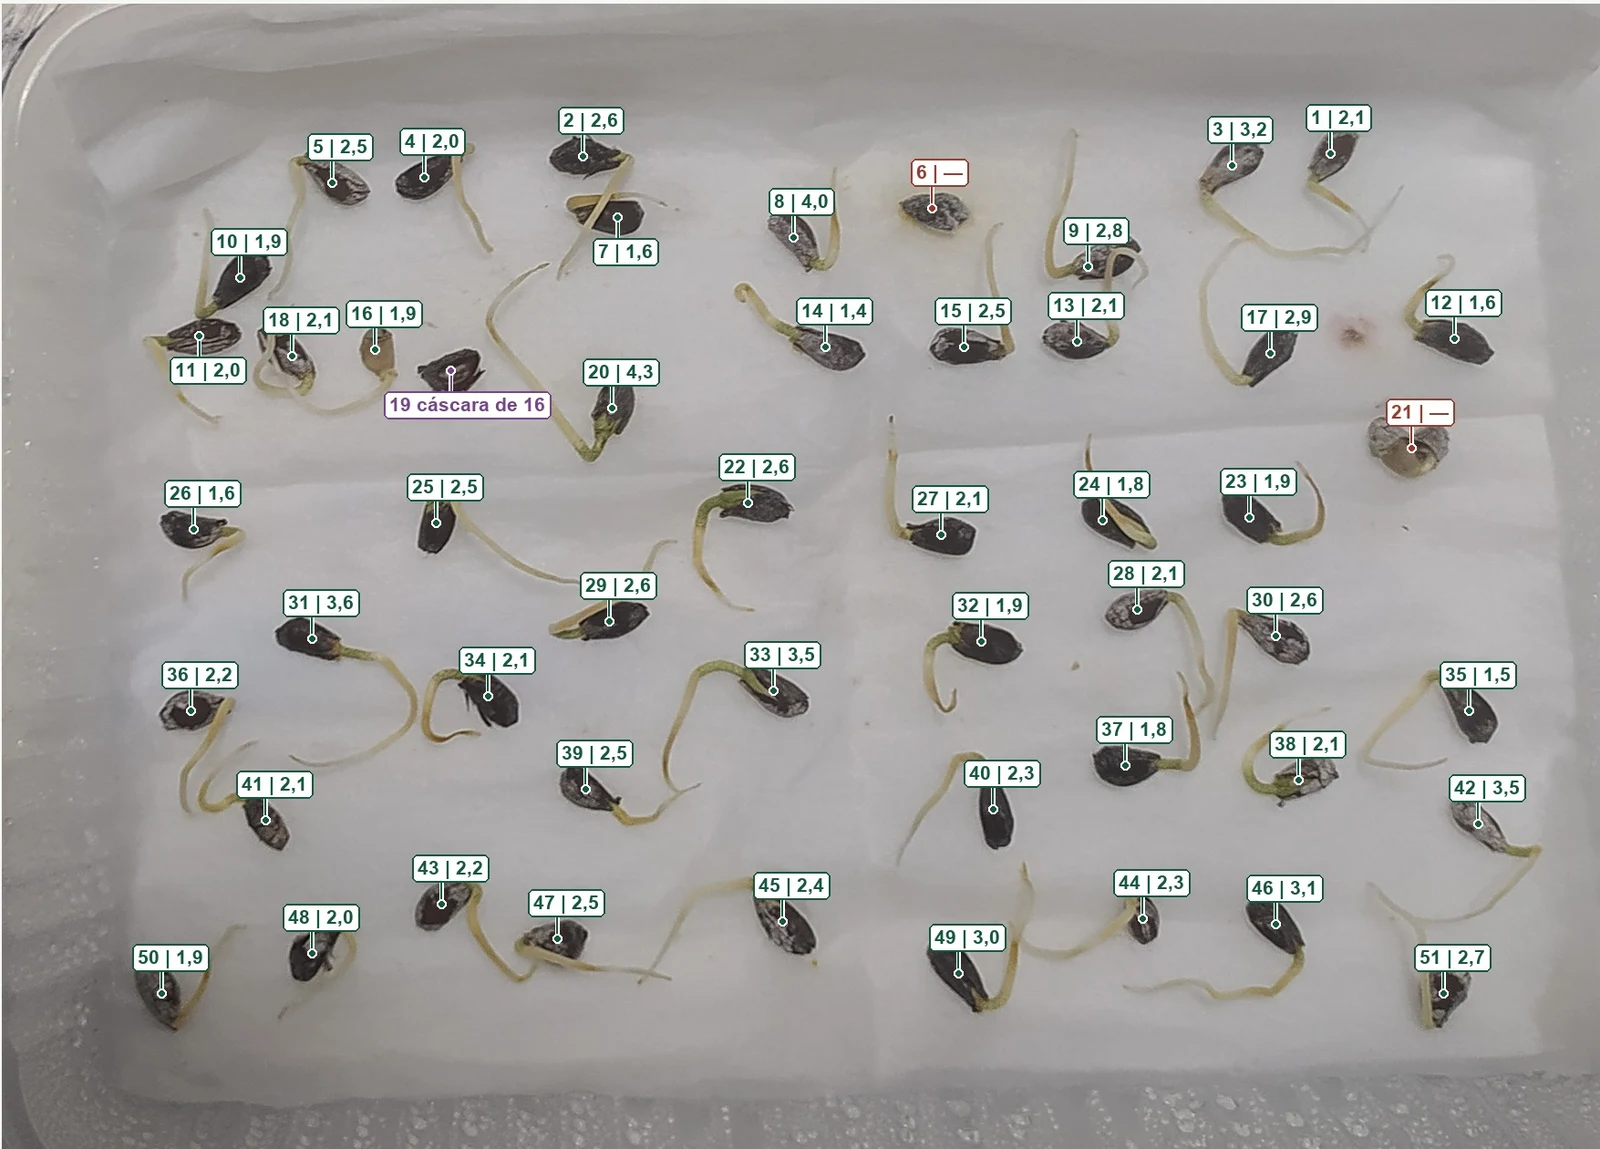 1 | 2,1
2 | 2,6
3 | 3,2
4 | 2,0
5 | 2,5
6 | —
7 | 1,6
8 | 4,0
9 | 2,8
10 | 1,9
11 | 2,0
12 | 1,6
13 | 2,1
14 | 1,4
15 | 2,5
16 | 1,9
17 | 2,9
18 | 2,1
19 cáscara de 16
20 | 4,3
21 | —
22 | 2,6
23 | 1,9
24 | 1,8
25 | 2,5
26 | 1,6
27 | 2,1
28 | 2,1
29 | 2,6
30 | 2,6
31 | 3,6
32 | 1,9
33 | 3,5
34 | 2,1
35 | 1,5
36 | 2,2
37 | 1,8
38 | 2,1
39 | 2,5
40 | 2,3
41 | 2,1
42 | 3,5
43 | 2,2
44 | 2,3
45 | 2,4
46 | 3,1
47 | 2,5
48 | 2,0
49 | 3,0
50 | 1,9
51 | 2,7